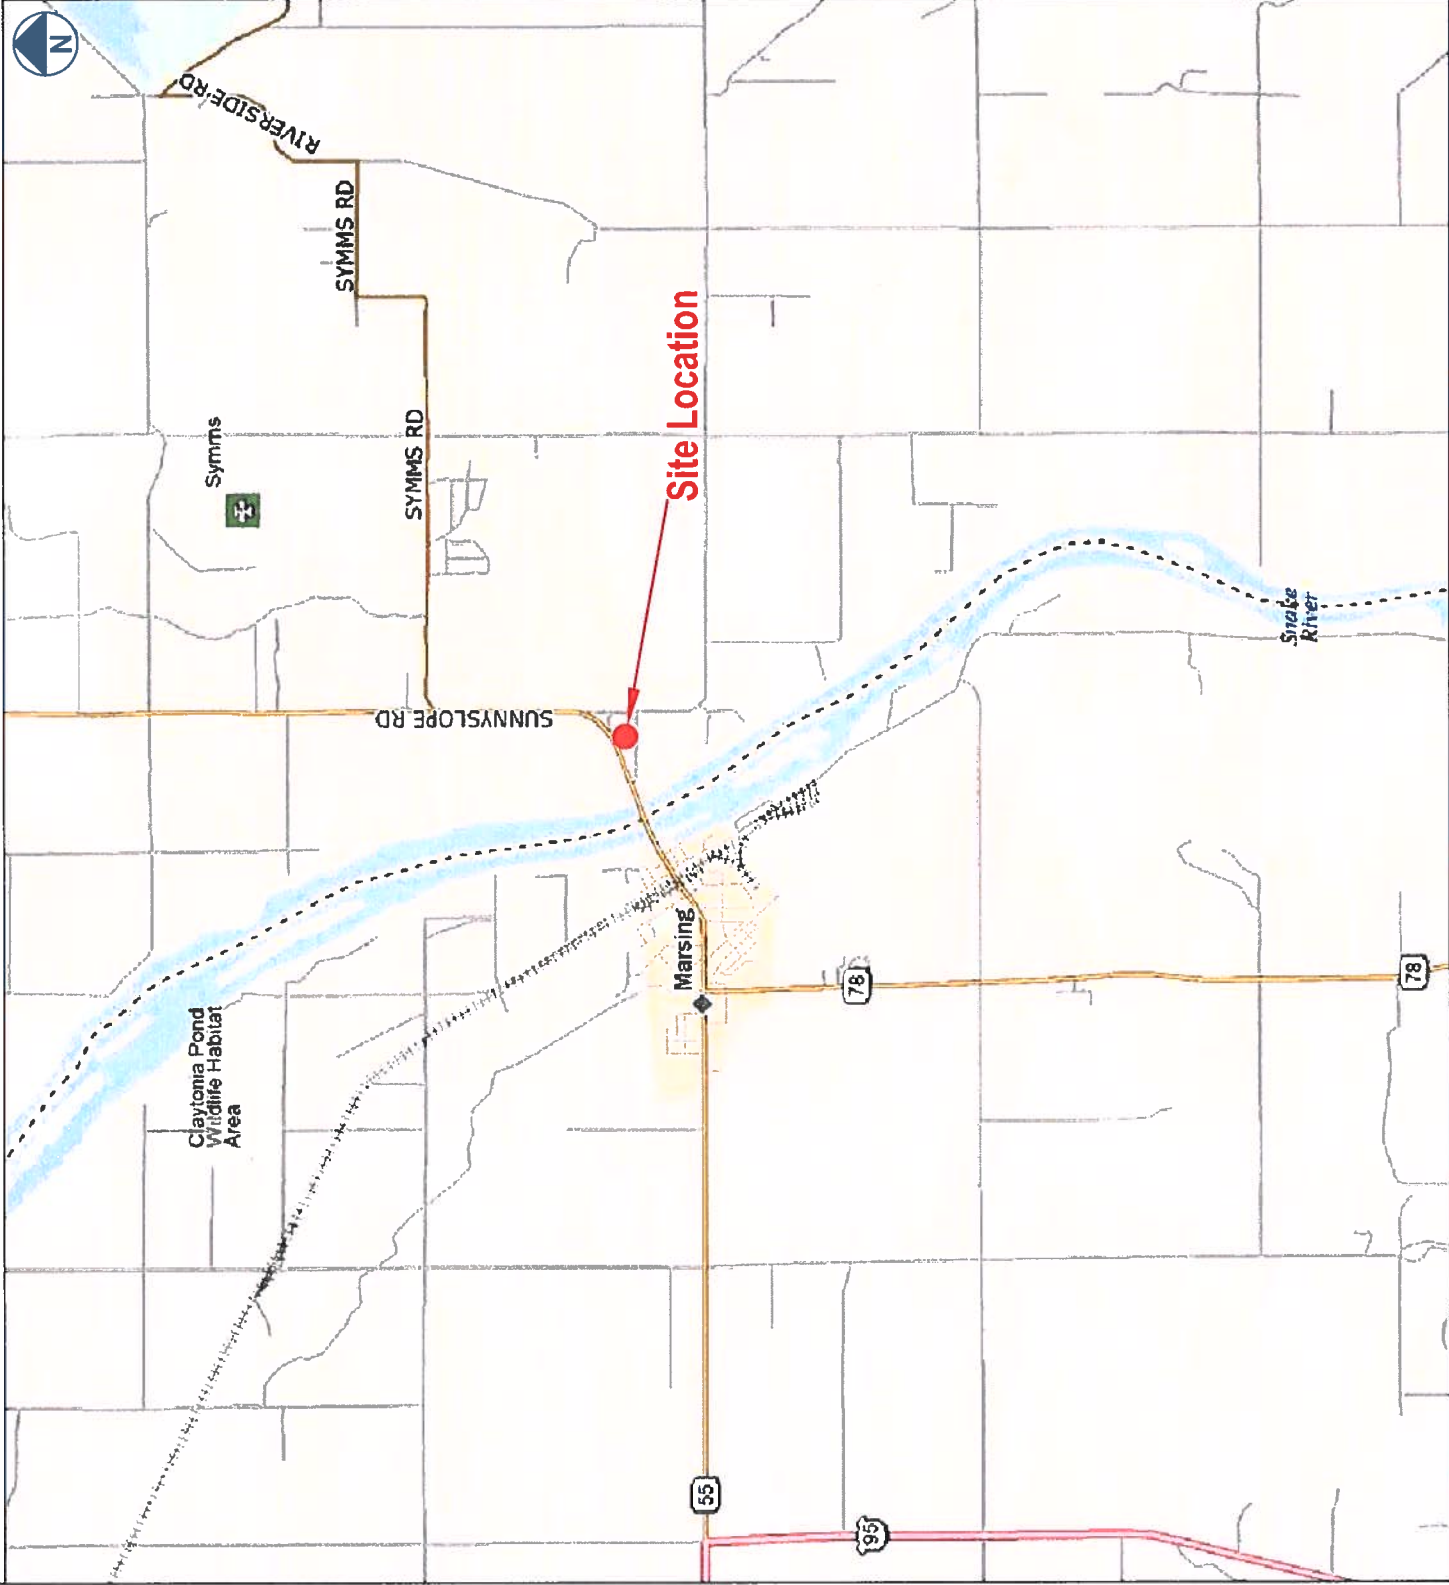 N
RIVERSIDE RD
SYMMS RD
Symms
SYMMS RD
Site Location
SUNNYSLOPE RD
Snake
River
Marsing
Claytonia Pond
Wildlife Habitat
Area
78
78
55
95